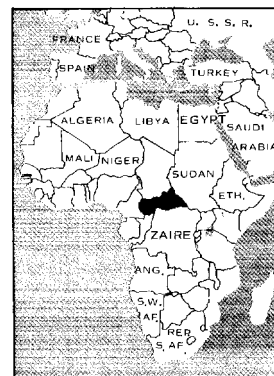 U. S. S. R.
FRANCE
SPAIN
TURKEY
ALGERIA
LIBYA
EGYPT
SAUDI
ARABIA
MALI
NIGER
SUDAN
ETH.
ZAIRE
ANG.
S.W.
AF.
REP.
S. AF.